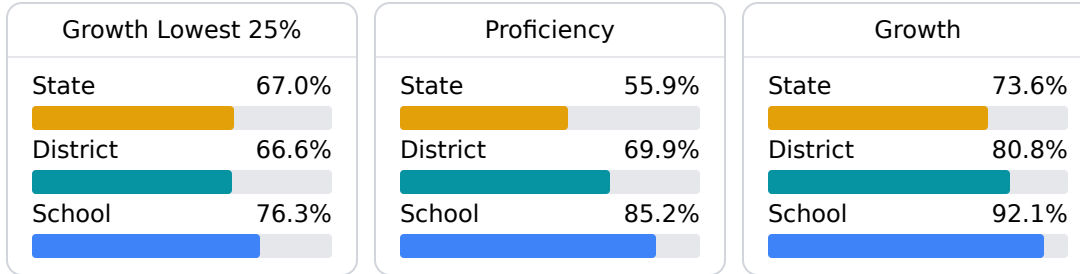 Growth Lowest 25%
State 67.0%
District 66.6%
School 76.3%
Proficiency
State 55.9%
District 69.9%
School 85.2%
Growth
State 73.6%
District 80.8%
School 92.1%